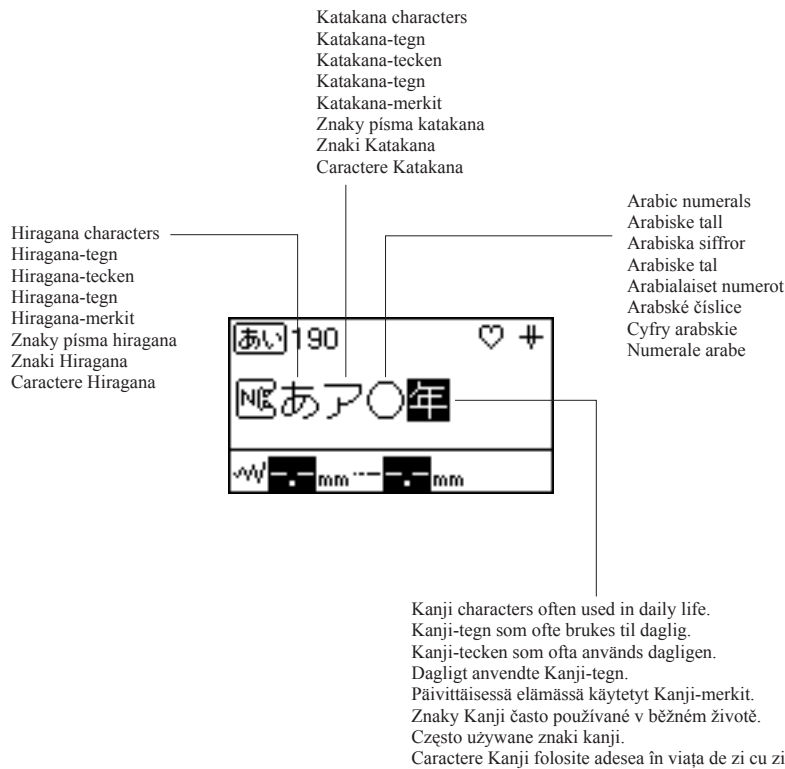 Katakana characters
Katakana-tegn
Katakana-tecken
Katakana-tegn
Katakana-merkit
Znaky písma katakana
Znaki Katakana
Caractere Katakana
Arabic numerals
Arabiske tall
Arabiska siffror
Arabiske tal
Arabialaiset numerot
Arabské číslice
Cyfry arabskie
Numerale arabe
Hiragana characters
Hiragana-tegn
Hiragana-tecken
Hiragana-tegn
Hiragana-merkit
Znaky písma hiragana
Znaki Hiragana
Caractere Hiragana
あい 190
あア〇年
mm mm
Kanji characters often used in daily life.
Kanji-tegn som ofte brukes til daglig.
Kanji-tecken som ofta används dagligen.
Dagligt anvendte Kanji-tegn.
Päivittäisessä elämässä käytetyt Kanji-merkit.
Znaky Kanji často používané v běžném životě.
Często używane znaki kanji.
Caractere Kanji folosite adesea în viața de zi cu zi